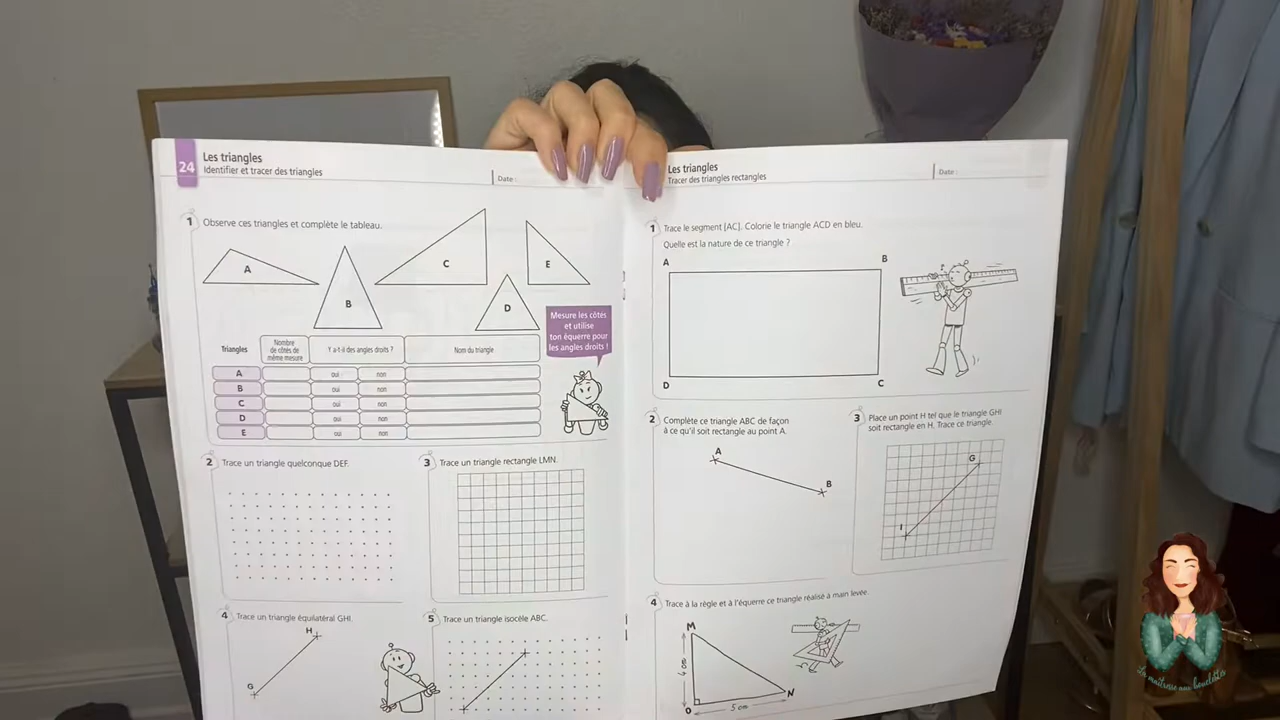 24
Les triangles
Identifier et tracer des triangles
Date :
1 Observe ces triangles et complète le tableau.
A
B
C
D
E
Mesure les côtés
et utilise
ton équerre pour
les angles droits !
Triangles
Nombre
de côtés de
même mesure
Y a-t-il des angles droits ?
Nom du triangle
A oui non
B oui non
C oui non
D oui non
E oui non
2 Trace un triangle quelconque DEF.
3 Trace un triangle rectangle LMN.
4 Trace un triangle équilatéral GHI.
H
G
5 Trace un triangle isocèle ABC.
Les triangles
Tracer des triangles rectangles
Date :
1 Trace le segment [AC]. Colorie le triangle ACD en bleu.
Quelle est la nature de ce triangle ?
A
B
D
C
2 Complète ce triangle ABC de façon
à ce qu'il soit rectangle au point A.
A
B
3 Place un point H tel que le triangle GHI
soit rectangle en H. Trace ce triangle.
G
I
4 Trace à la règle et à l'équerre ce triangle réalisé à main levée.
M
4 cm
O
5 cm
N
La maîtresse aux bouclettes